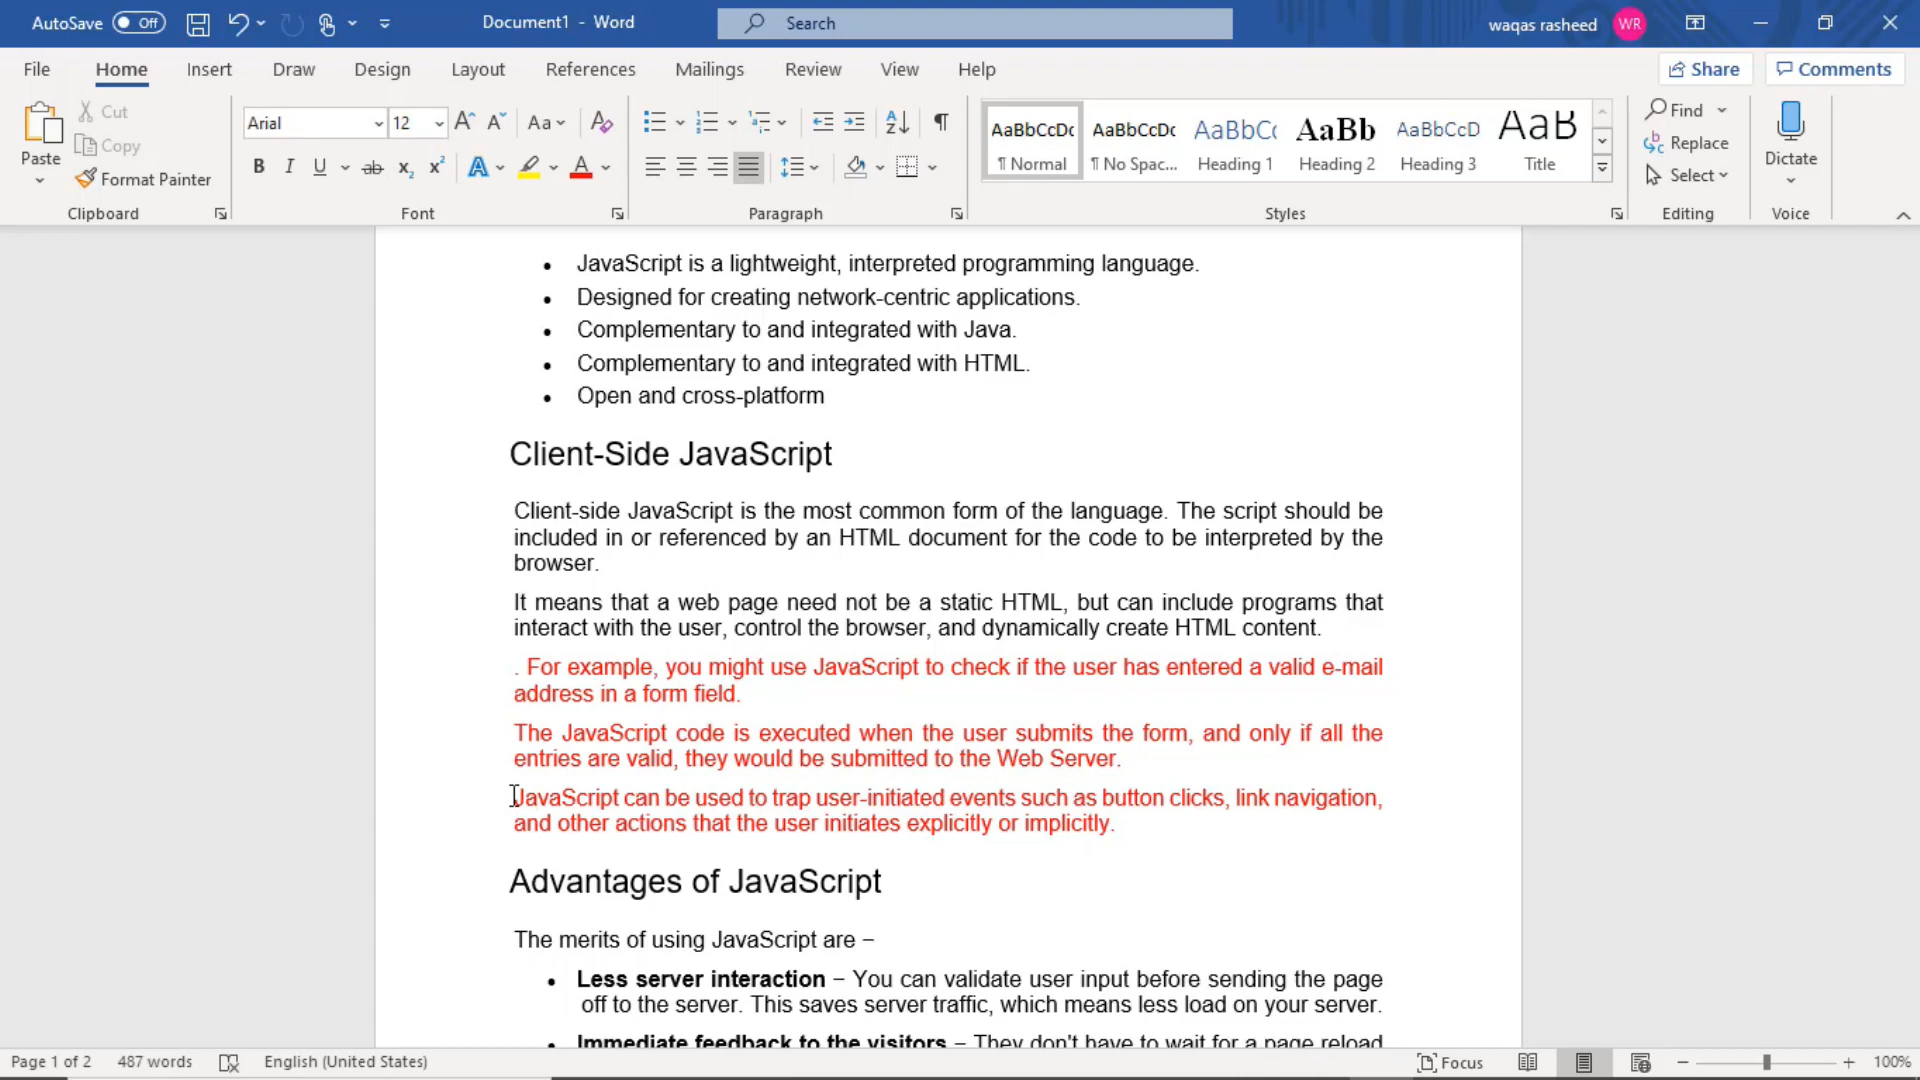 AutoSave Off Document1 - Word Search waqas rasheed WR
File Home Insert Draw Design Layout References Mailings Review View Help Share Comments
Paste Cut Copy Format Painter Clipboard
Arial 12 Aa Font
Paragraph
AaBbCcDc AaBbCcDc AaBbCc AaBb AaBbCcD AaB
¶ Normal ¶ No Spac... Heading 1 Heading 2 Heading 3 Title
Styles
Find Replace Select Editing
Dictate Voice
• JavaScript is a lightweight, interpreted programming language.
• Designed for creating network-centric applications.
• Complementary to and integrated with Java.
• Complementary to and integrated with HTML.
• Open and cross-platform
Client-Side JavaScript
Client-side JavaScript is the most common form of the language. The script should be
included in or referenced by an HTML document for the code to be interpreted by the
browser.
It means that a web page need not be a static HTML, but can include programs that
interact with the user, control the browser, and dynamically create HTML content.
. For example, you might use JavaScript to check if the user has entered a valid e-mail
address in a form field.
The JavaScript code is executed when the user submits the form, and only if all the
entries are valid, they would be submitted to the Web Server.
JavaScript can be used to trap user-initiated events such as button clicks, link navigation,
and other actions that the user initiates explicitly or implicitly.
Advantages of JavaScript
The merits of using JavaScript are −
• Less server interaction − You can validate user input before sending the page
off to the server. This saves server traffic, which means less load on your server.
• Immediate feedback to the visitors − They don't have to wait for a page reload
Page 1 of 2 487 words English (United States) Focus 100%